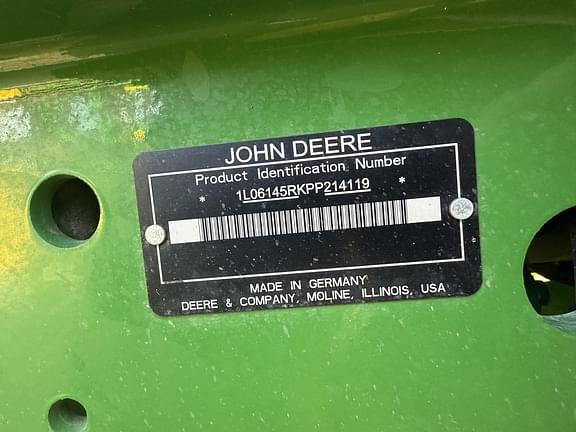 JOHN DEERE
Product Identification Number
* 1L06145RKPP214119 *
MADE IN GERMANY
DEERE & COMPANY, MOLINE, ILLINOIS, USA